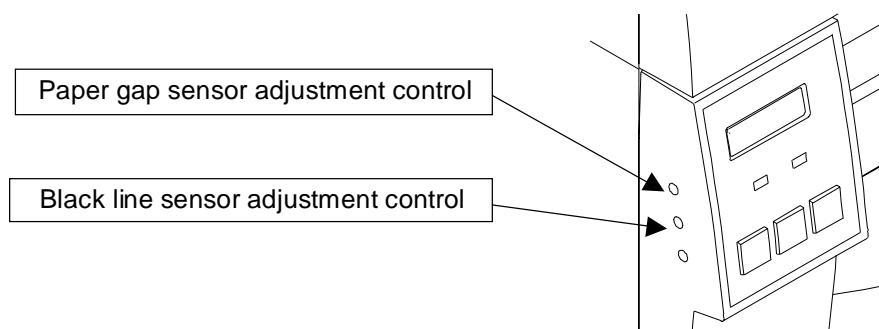 Paper gap sensor adjustment control
Black line sensor adjustment control